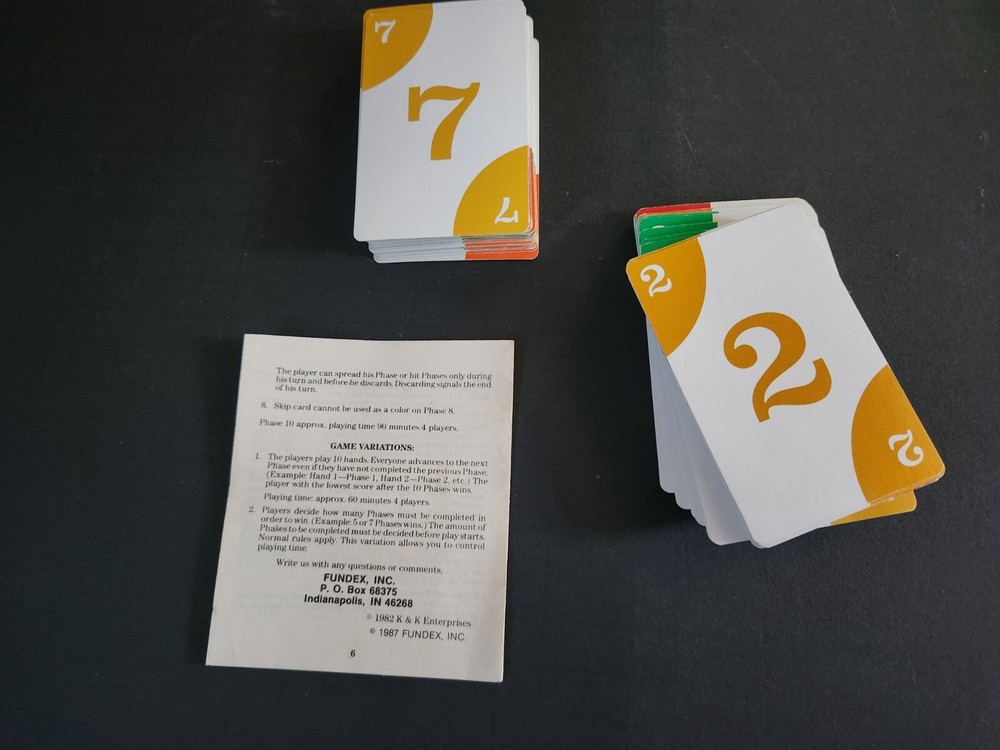 7
7
7
2
2
2
The player can spread his Phase or hit Phases only during
his turn and before he discards. Discarding signals the end
of his turn.
8. Skip card cannot be used as a color on Phase 8.
Phase 10 approx. playing time 90 minutes 4 players.
GAME VARIATIONS:
1. The players play 10 hands. Everyone advances to the next
Phase even if they have not completed the previous Phase.
(Example: Hand 1—Phase 1, Hand 2—Phase 2, etc.) The
player with the lowest score after the 10 Phases wins.
Playing time: approx. 60 minutes 4 players.
2. Players decide how many Phases must be completed in
order to win. (Example: 5 or 7 Phases wins.) The amount of
Phases to be completed must be decided before play starts.
Normal rules apply. This variation allows you to control
playing time.
Write us with any questions or comments.
FUNDEX, INC.
P. O. Box 68375
Indianapolis, IN 46268
© 1982 K & K Enterprises
© 1987 FUNDEX, INC.
6